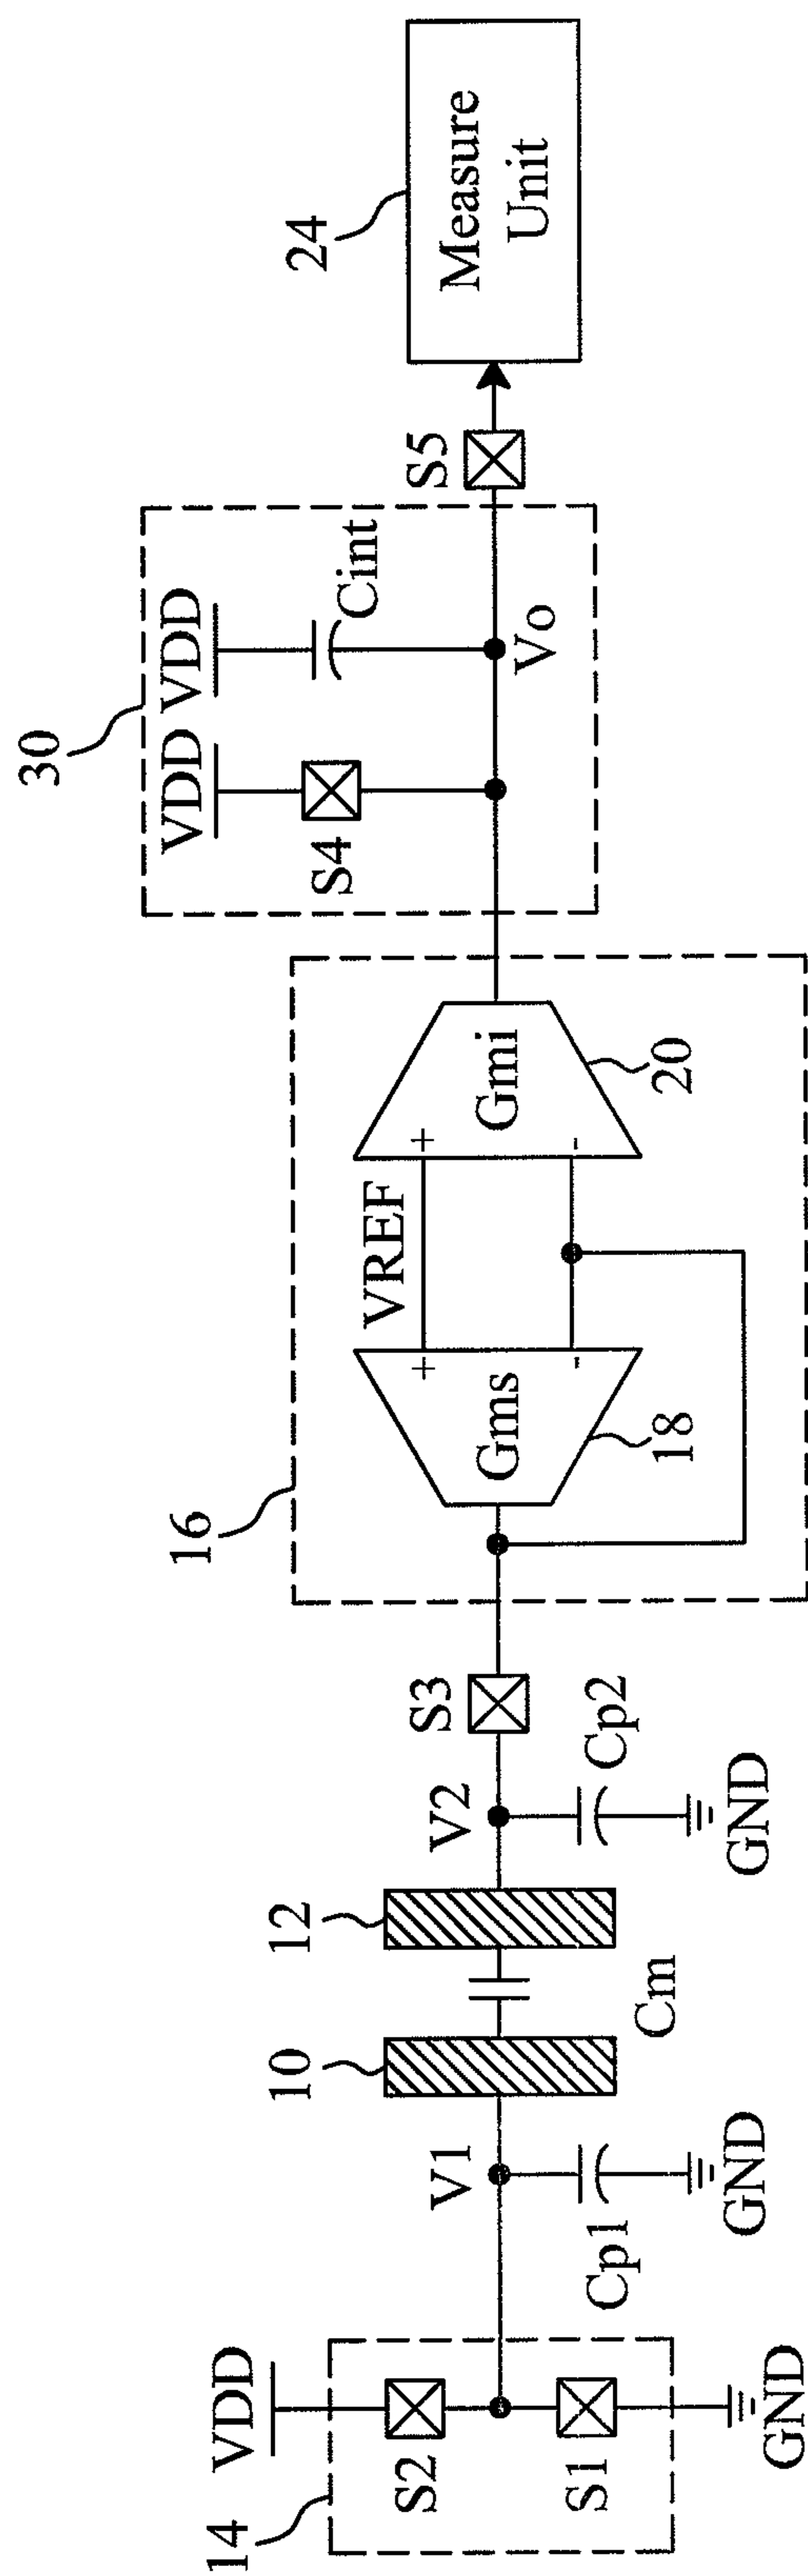 14
VDD
S2
S1
GND
V1
Cp1
GND
10
12
Cm
V2
Cp2
GND
S3
16
Gms
+
-
18
VREF
Gmi
+
-
20
30
VDD
S4
VDD
Cint
Vo
S5
24
Measure
Unit